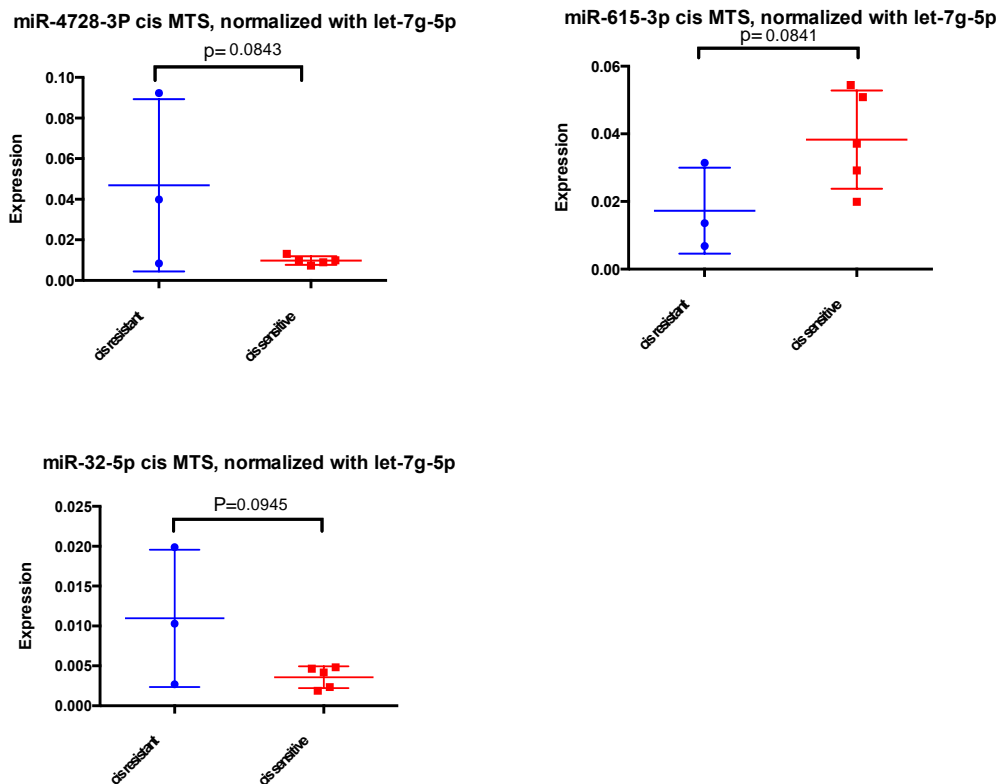 miR-4728-3P cis MTS, normalized with let-7g-5p
p= 0.0843
0.10
0.08
0.06
0.04
0.02
0.00
Expression
cis resistant
cis sensitive
miR-615-3p cis MTS, normalized with let-7g-5p
p=0.0841
0.06
0.04
0.02
0.00
Expression
cis resistant
cis sensitive
miR-32-5p cis MTS, normalized with let-7g-5p
P=0.0945
0.025
0.020
0.015
0.010
0.005
0.000
Expression
cis resistant
cis sensitive